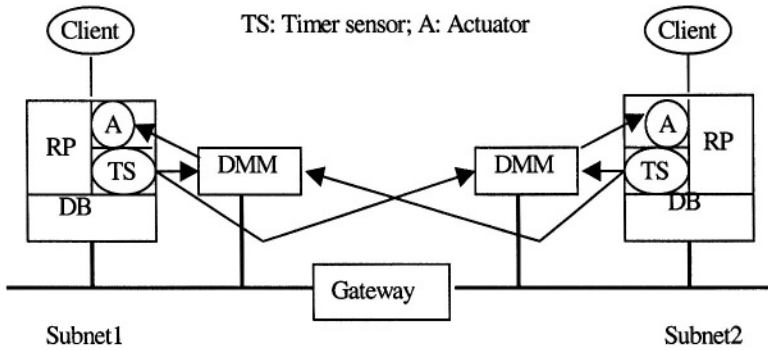 Client
TS: Timer sensor; A: Actuator
Client
A
RP
TS
DB
DMM
DMM
A
RP
TS
DB
Gateway
Subnet1
Subnet2